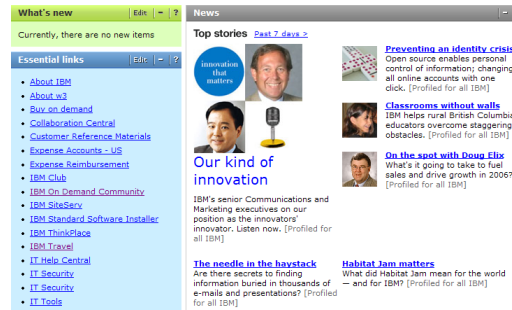 What's new
Edit
?
Currently, there are no new items
Essential links
Edit
?
About IBM
About w3
Buy on demand
Collaboration Central
Customer Reference Materials
Expense Accounts - US
Expense Reimbursement
IBM Club
IBM On Demand Community
IBM SiteServ
IBM Standard Software Installer
IBM ThinkPlace
IBM Travel
IT Help Central
IT Security
IT Security
IT Tools
News
Top stories Past 7 days >
innovation
that
matters
Our kind of
innovation
IBM's senior Communications and
Marketing executives on our
position as the innovators'
innovator. Listen now. [Profiled for
all IBM]
Preventing an identity crisis
Open source enables personal
control of information; changing
all online accounts with one
click. [Profiled for all IBM]
Classrooms without walls
IBM helps rural British Columbia
educators overcome staggering
obstacles. [Profiled for all IBM]
On the spot with Doug Elix
What's it going to take to fuel
sales and drive growth in 2006?
[Profiled for all IBM]
The needle in the haystack
Are there secrets to finding
information buried in thousands of
e-mails and presentations? [Profiled
for all IBM]
Habitat Jam matters
What did Habitat Jam mean for the world
— and for IBM? [Profiled for all IBM]